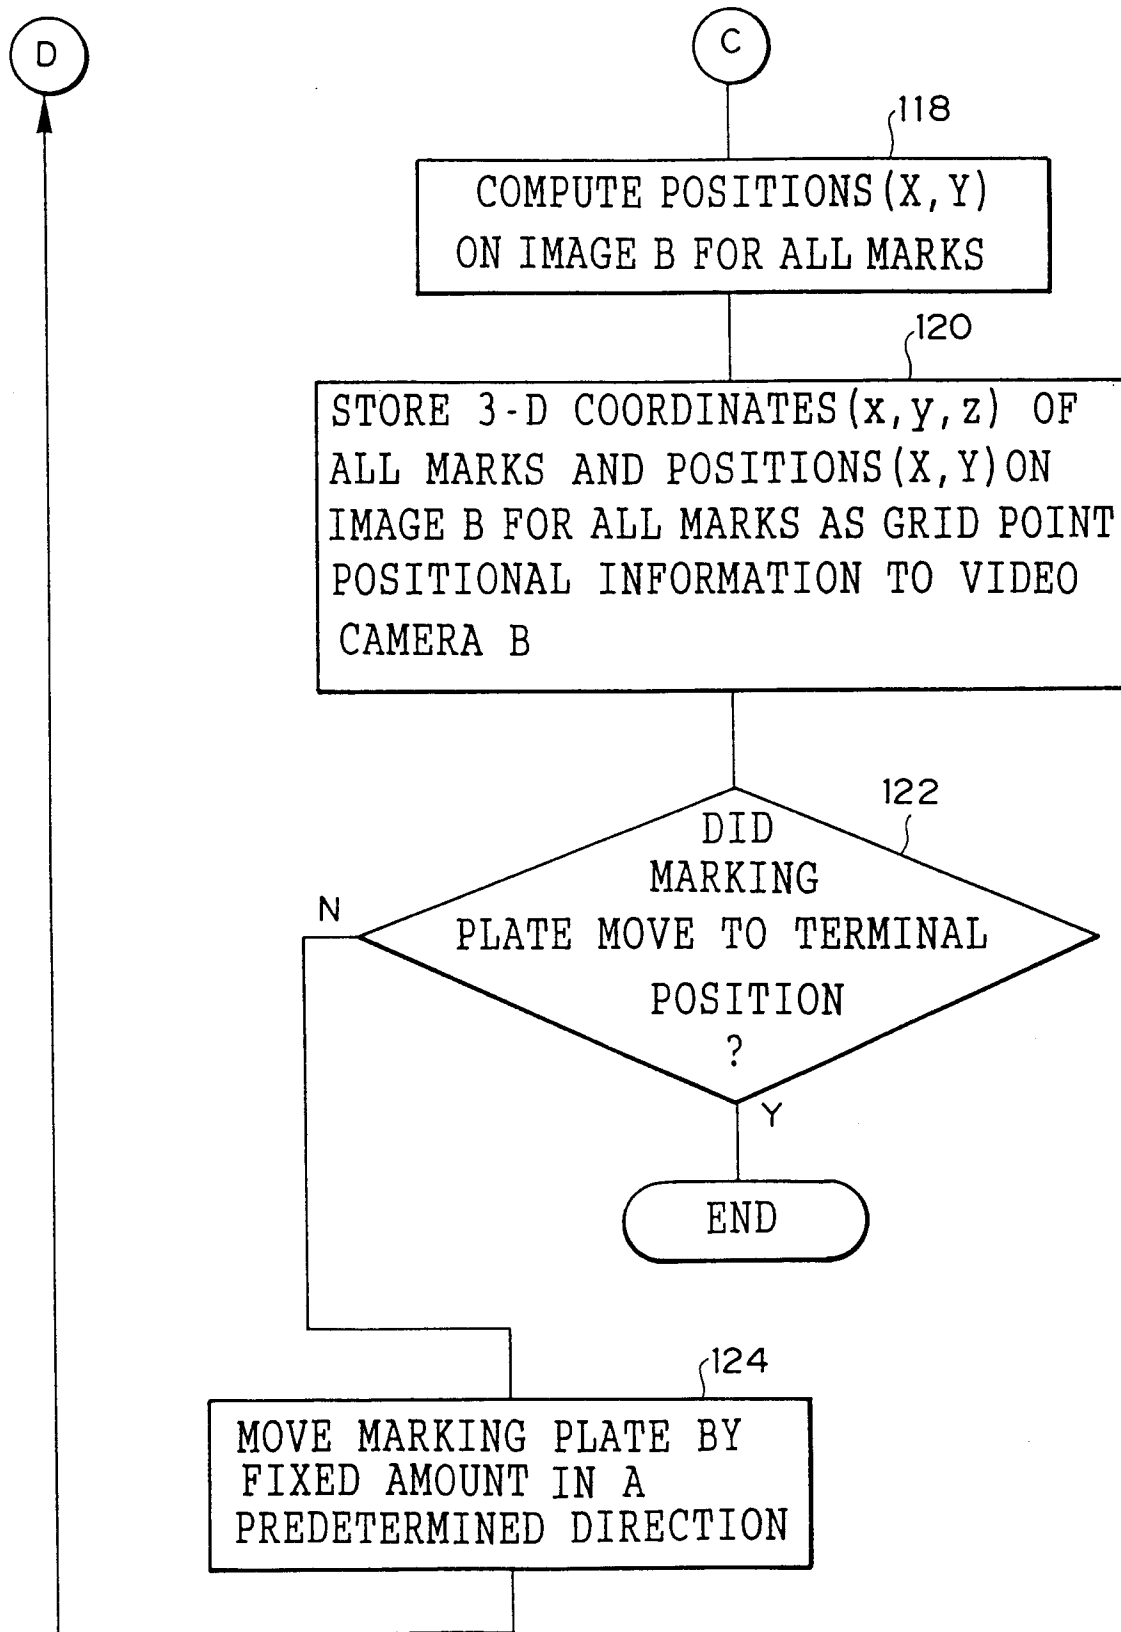 D
C
118
COMPUTE POSITIONS(X,Y)
ON IMAGE B FOR ALL MARKS
120
STORE 3-D COORDINATES(x,y,z) OF
ALL MARKS AND POSITIONS(X,Y)ON
IMAGE B FOR ALL MARKS AS GRID POINT
POSITIONAL INFORMATION TO VIDEO
CAMERA B
122
DID
MARKING
PLATE MOVE TO TERMINAL
POSITION
?
N
Y
END
124
MOVE MARKING PLATE BY
FIXED AMOUNT IN A
PREDETERMINED DIRECTION